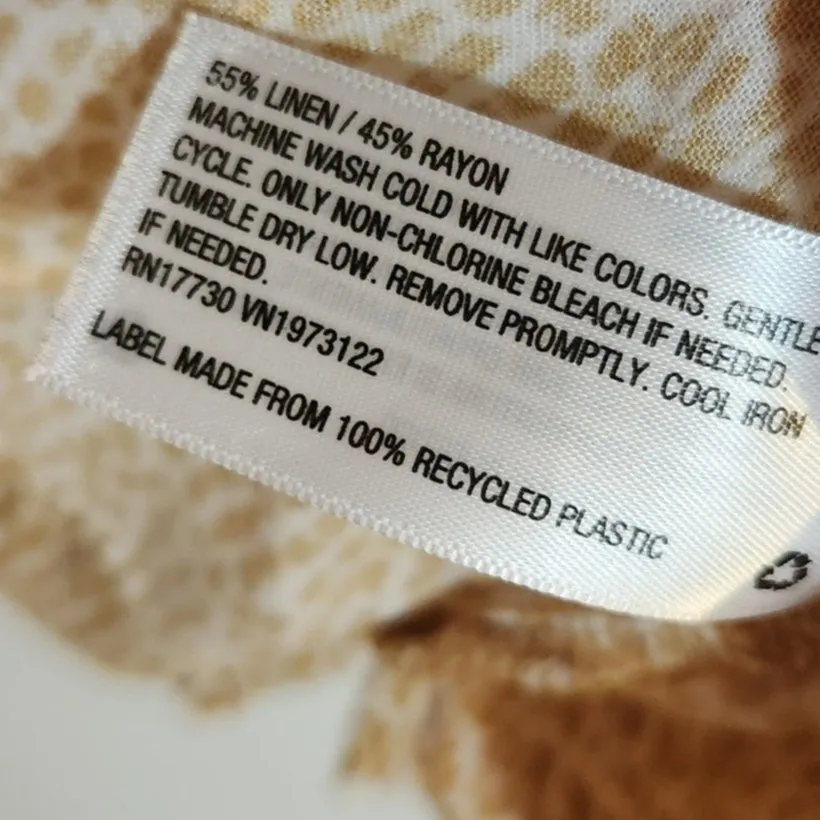 55% LINEN / 45% RAYON
MACHINE WASH COLD WITH LIKE COLORS. GENTLE
CYCLE. ONLY NON-CHLORINE BLEACH IF NEEDED.
TUMBLE DRY LOW. REMOVE PROMPTLY. COOL IRON
IF NEEDED.
RN17730 VN1973122
LABEL MADE FROM 100% RECYCLED PLASTIC